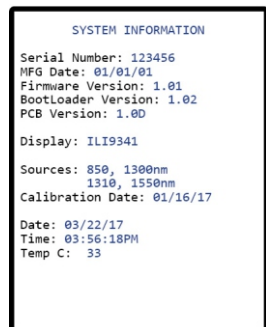 SYSTEM INFORMATION
Serial Number: 123456
MFG Date: 01/01/01
Firmware Version: 1.01
BootLoader Version: 1.02
PCB Version: 1.0D
Display: ILI9341
Sources: 850, 1300nm
1310, 1550nm
Calibration Date: 01/16/17
Date: 03/22/17
Time: 03:56:18PM
Temp C: 33